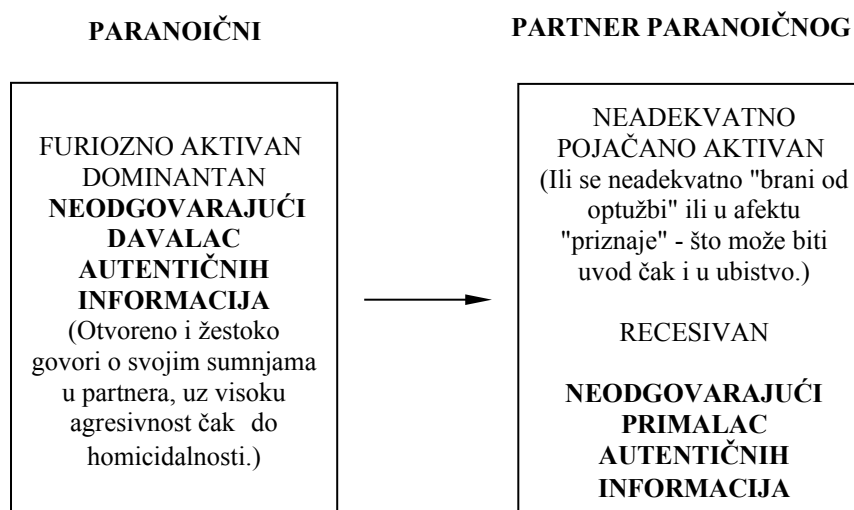 PARANOIČNI
PARTNER PARANOIČNOG
FURIOZNO AKTIVAN
DOMINANTAN
NEODGOVARAJUĆI
DAVALAC
AUTENTIČNIH
INFORMACIJA
(Otvoreno i žestoko
govori o svojim sumnjama
u partnera, uz visoku
agresivnost čak do
homicidalnosti.)
NEADEKVATNO
POJAČANO AKTIVAN
(Ili se neadekvatno "brani od
optužbi" ili u afektu
"priznaje" - što može biti
uvod čak i u ubistvo.)
RECESIVAN
NEODGOVARAJUĆI
PRIMALAC
AUTENTIČNIH
INFORMACIJA